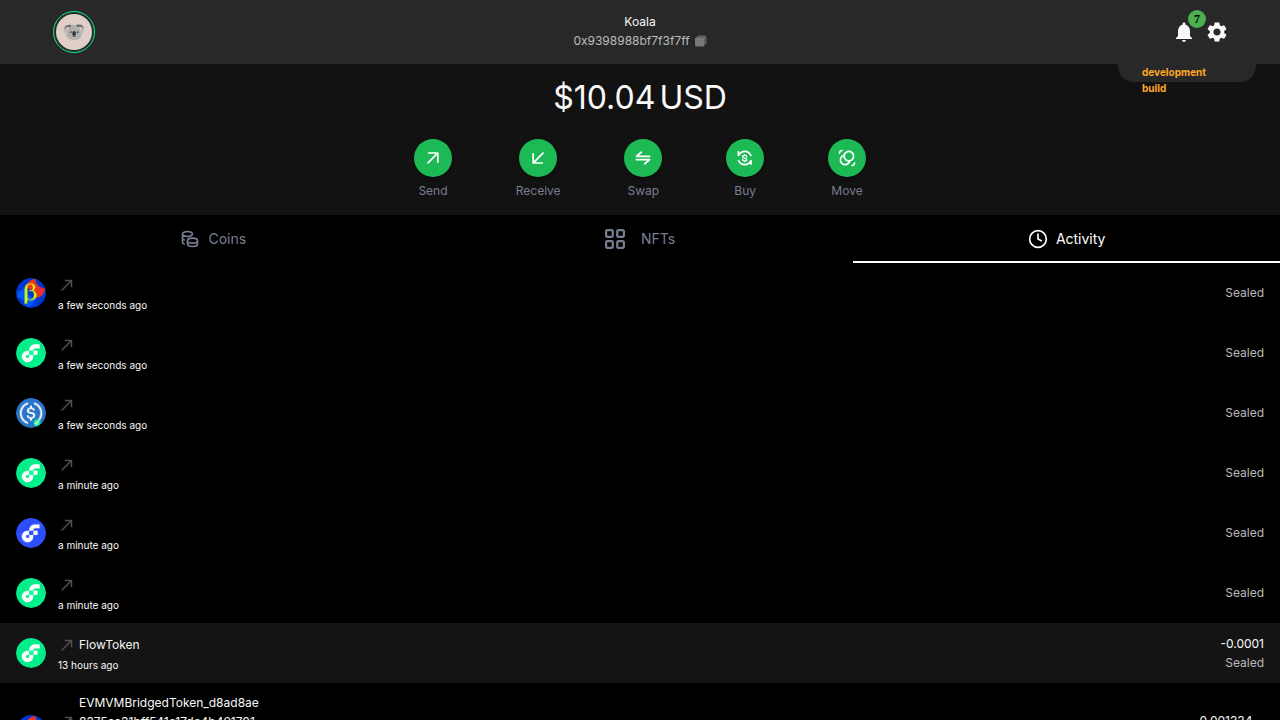 Koala
0x9398988bf7f3f7ff
7
development
build
$10.04 USD
Send
Receive
Swap
Buy
Move
Coins
NFTs
Activity
a few seconds ago
Sealed
a few seconds ago
Sealed
a few seconds ago
Sealed
a minute ago
Sealed
a minute ago
Sealed
a minute ago
Sealed
FlowToken
-0.0001
13 hours ago
Sealed
EVMVMBridgedToken_d8ad8ae